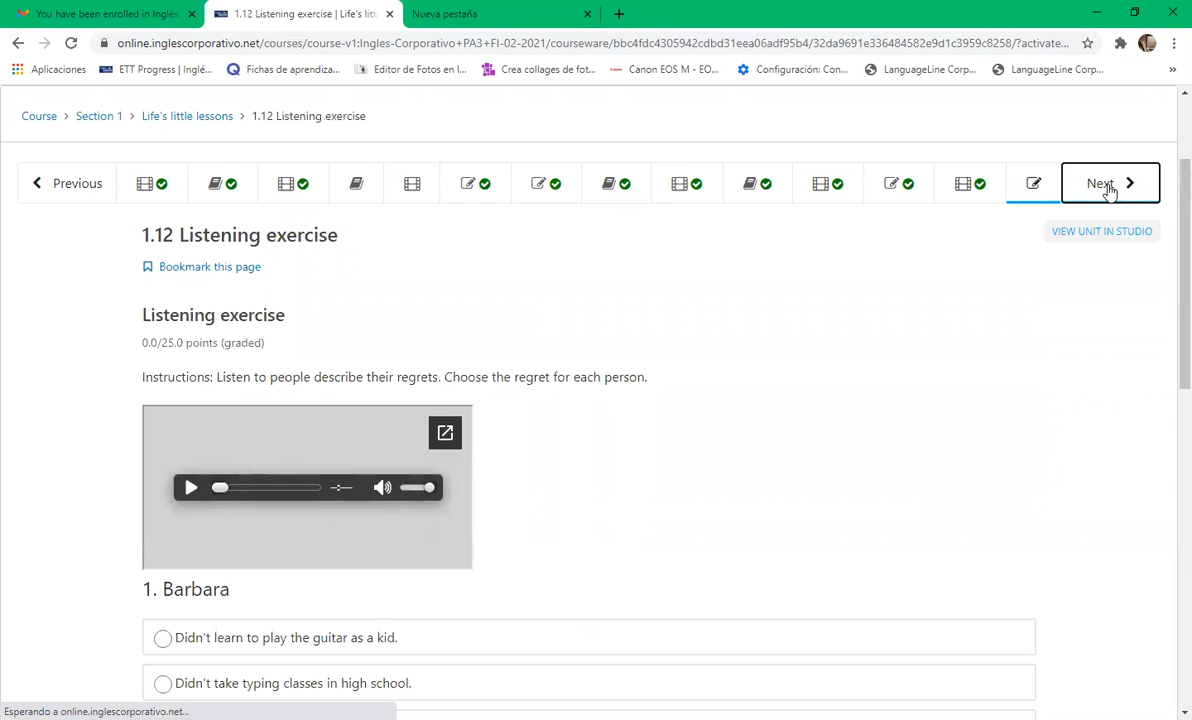 You have been enrolled in Inglés
1.12 Listening exercise | Life's litt
Nueva pestaña
online.inglescorporativo.net/courses/course-v1:Ingles-Corporativo+PA3+FI-02-2021/courseware/bbc4fdc4305942cdbd31eea06adf95b4/32da9691e336484582e9d1c3959c8258/?activate...
Aplicaciones
ETT Progress | Inglé...
Fichas de aprendiza...
Editor de Fotos en l...
Crea collages de fot...
Canon EOS M - EO...
Configuración: Con...
LanguageLine Corp...
LanguageLine Corp...
»
Course > Section 1 > Life's little lessons > 1.12 Listening exercise
Previous
Next
1.12 Listening exercise
VIEW UNIT IN STUDIO
Bookmark this page
Listening exercise
0.0/25.0 points (graded)
Instructions: Listen to people describe their regrets. Choose the regret for each person.
1. Barbara
Didn't learn to play the guitar as a kid.
Didn't take typing classes in high school.
Esperando a online.inglescorporativo.net...